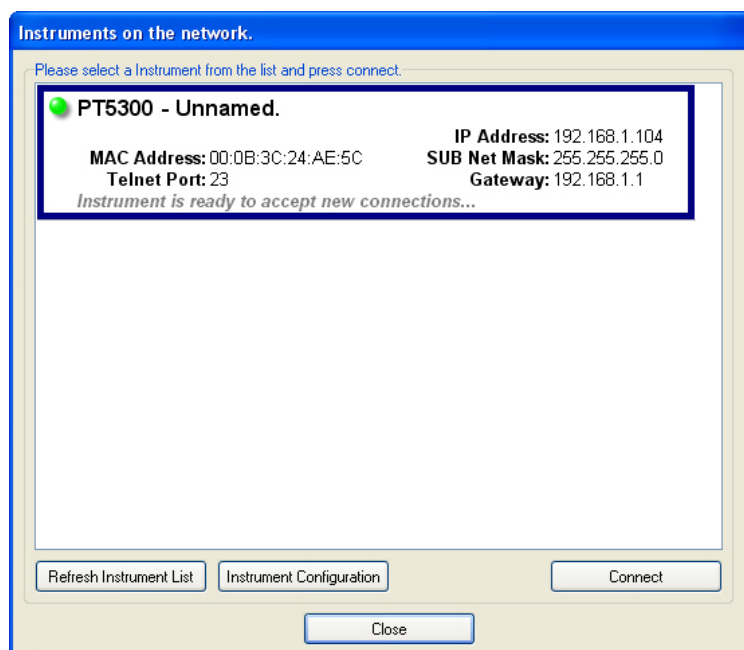 Instruments on the network.
Please select a Instrument from the list and press connect.
PT5300 - Unnamed.
IP Address: 192.168.1.104
MAC Address: 00:0B:3C:24:AE:5C SUB Net Mask: 255.255.255.0
Telnet Port: 23 Gateway: 192.168.1.1
Instrument is ready to accept new connections...
Refresh Instrument List Instrument Configuration Connect
Close